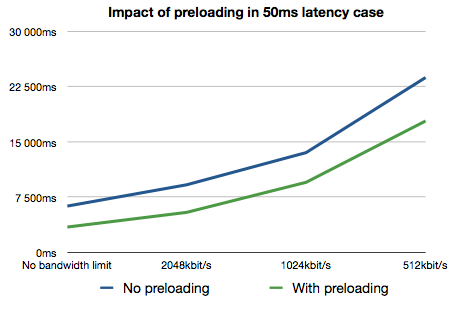 Impact of preloading in 50ms latency case
30 000ms
22 500ms
15 000ms
7 500ms
0ms
No bandwidth limit 2048kbit/s 1024kbit/s 512kbit/s
No preloading With preloading